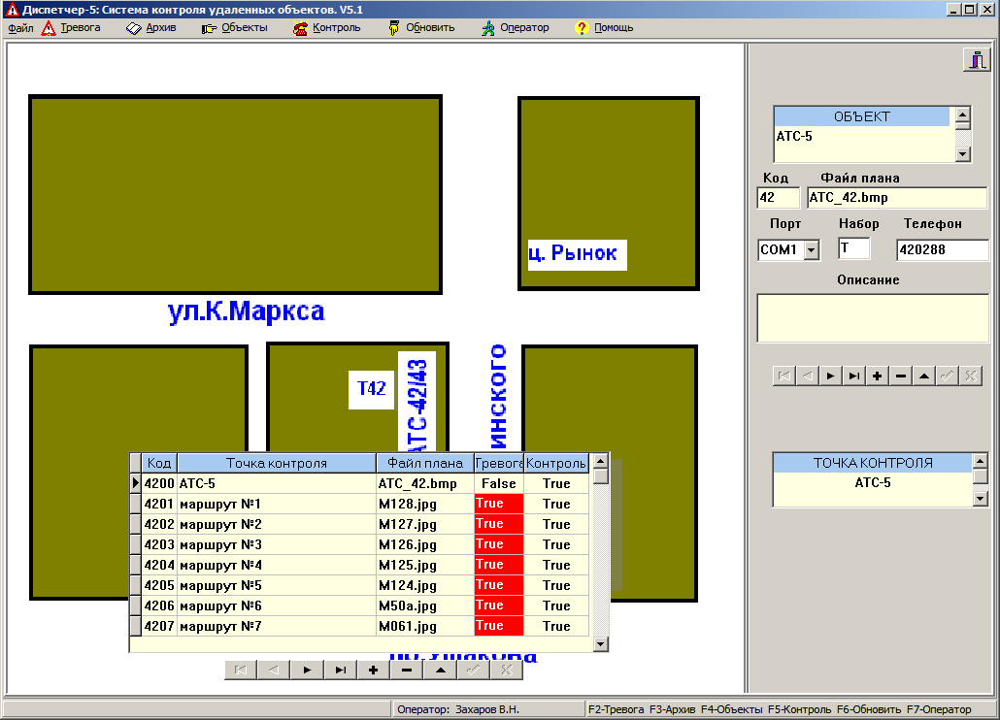 Диспетчер-5: Система контроля удаленных объектов. V5.1
Файл Тревога Архив Объекты Контроль Обновить Оператор Помощь
ц. Рынок
ул.К.Маркса
Т42
АТС-42/43
инского
ОБЪЕКТ
АТС-5
Код Файл плана
42 АТС_42.bmp
Порт Набор Телефон
COM1 Т 420288
Описание
ТОЧКА КОНТРОЛЯ
АТС-5
Код Точка контроля Файл плана Тревога Контроль
4200 АТС-5 АТС_42.bmp False True
4201 маршрут №1 M128.jpg True True
4202 маршрут №2 M127.jpg True True
4203 маршрут №3 M126.jpg True True
4204 маршрут №4 M125.jpg True True
4205 маршрут №5 M124.jpg True True
4206 маршрут №6 M50a.jpg True True
4207 маршрут №7 M061.jpg True True
Оператор: Захаров В.Н.
F2-Тревога F3-Архив F4-Объекты F5-Контроль F6-Обновить F7-Оператор